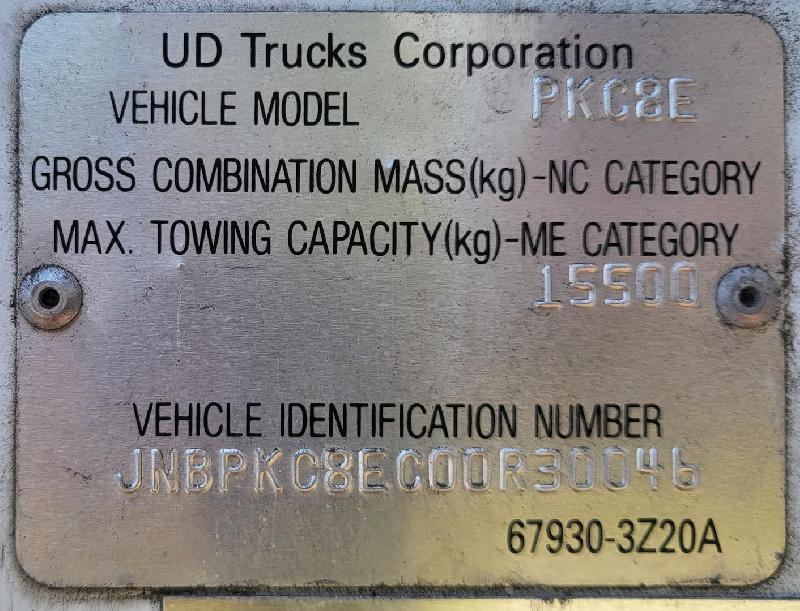 UD Trucks Corporation
VEHICLE MODEL PKC8E
GROSS COMBINATION MASS(kg)-NC CATEGORY
MAX. TOWING CAPACITY(kg)-ME CATEGORY
15500
VEHICLE IDENTIFICATION NUMBER
JNBPKC8EC00R30046
67930-3Z20A